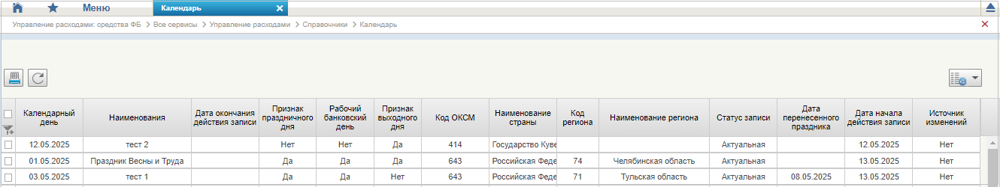 Меню Календарь
Управление расходами: средства ФБ Все сервисы Управление расходами Справочники Календарь
Календарный день Наименования Дата окончания действия записи Признак праздничного дня Рабочий банковский день Признак выходного дня Код ОКСМ Наименование страны Код региона Наименование региона Статус записи Дата перенесенного праздника Дата начала действия записи Источник изменений
12.05.2025 тест 2 Нет Нет Да 414 Государство Куве Актуальная 12.05.2025 Нет
01.05.2025 Праздник Весны и Труда Да Да Да 643 Российская Феде 74 Челябинская область Актуальная 13.05.2025 Нет
03.05.2025 тест 1 Да Да Нет 643 Российская Феде 71 Тульская область Актуальная 08.05.2025 13.05.2025 Нет